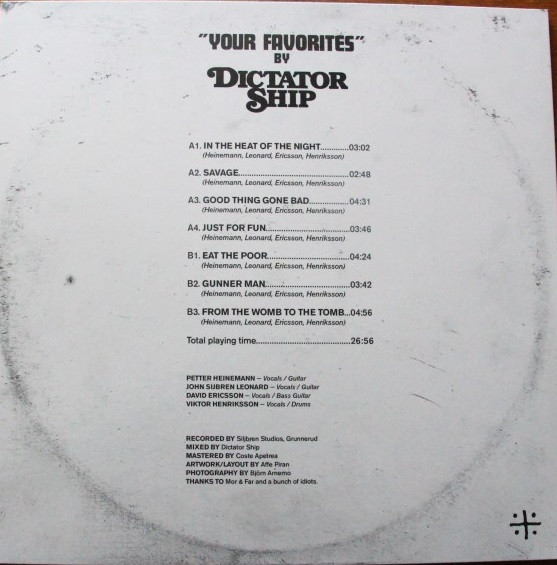 "YOUR FAVORITES"
BY
DICTATOR
SHIP
A1. IN THE HEAT OF THE NIGHT.............03:02
(Heinemann, Leonard, Ericsson, Henriksson)
A2. SAVAGE.....................................02:48
(Heinemann, Leonard, Ericsson, Henriksson)
A3. GOOD THING GONE BAD................04:31
(Heinemann, Leonard, Ericsson, Henriksson)
A4. JUST FOR FUN...........................03:46
(Heinemann, Leonard, Ericsson, Henriksson)
B1. EAT THE POOR...........................04:24
(Heinemann, Leonard, Ericsson, Henriksson)
B2. GUNNER MAN............................03:42
(Heinemann, Leonard, Ericsson, Henriksson)
B3. FROM THE WOMB TO THE TOMB...04:56
(Heinemann, Leonard, Ericsson, Henriksson)
Total playing time................................26:56
PETTER HEINEMANN – Vocals / Guitar
JOHN SIJBREN LEONARD – Vocals / Guitar
DAVID ERICSSON – Vocals / Bass Guitar
VIKTOR HENRIKSSON – Vocals / Drums
RECORDED BY Siljbren Studios, Grunnerud
MIXED BY Dictator Ship
MASTERED BY Coste Apetrea
ARTWORK/LAYOUT BY Affe Piran
PHOTOGRAPHY BY Björn Arnemo
THANKS TO Mor & Far and a bunch of idiots.